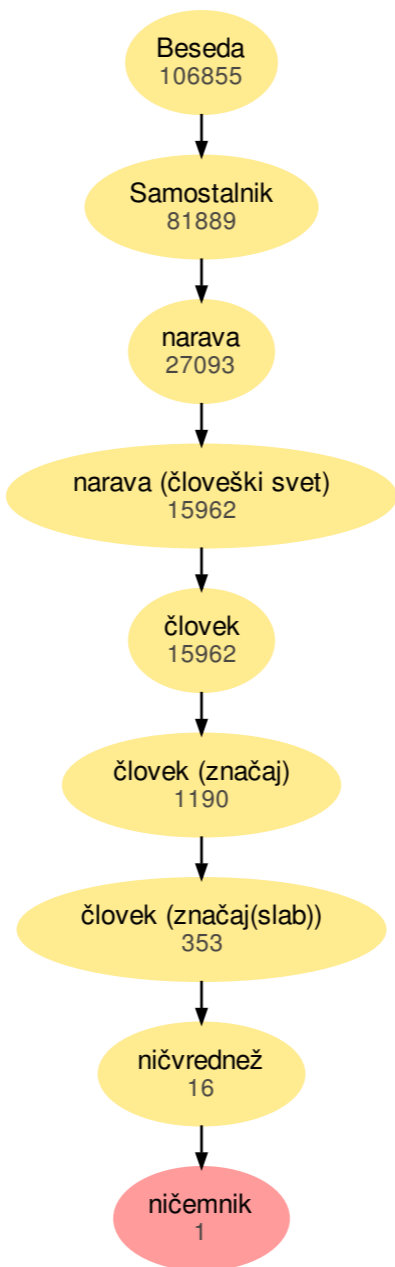 Beseda
106855
Samostalnik
81889
narava
27093
narava (človeški svet)
15962
človek
15962
človek (značaj)
1190
človek (značaj(slab))
353
ničvrednež
16
ničemnik
1